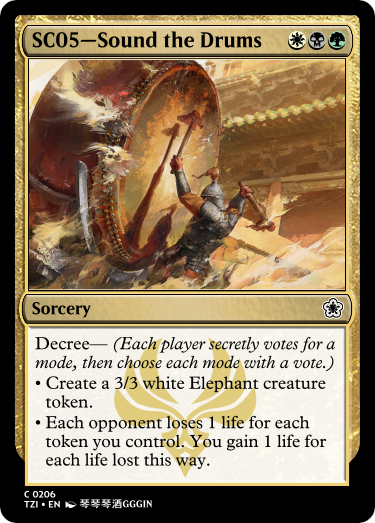 SC05—Sound the Drums
Sorcery
Decree— (Each player secretly votes for a
mode, then choose each mode with a vote.)
• Create a 3/3 white Elephant creature
token.
• Each opponent loses 1 life for each
token you control. You gain 1 life for
each life lost this way.
C 0206
TZI • EN 琴琴琴酒GGGIN